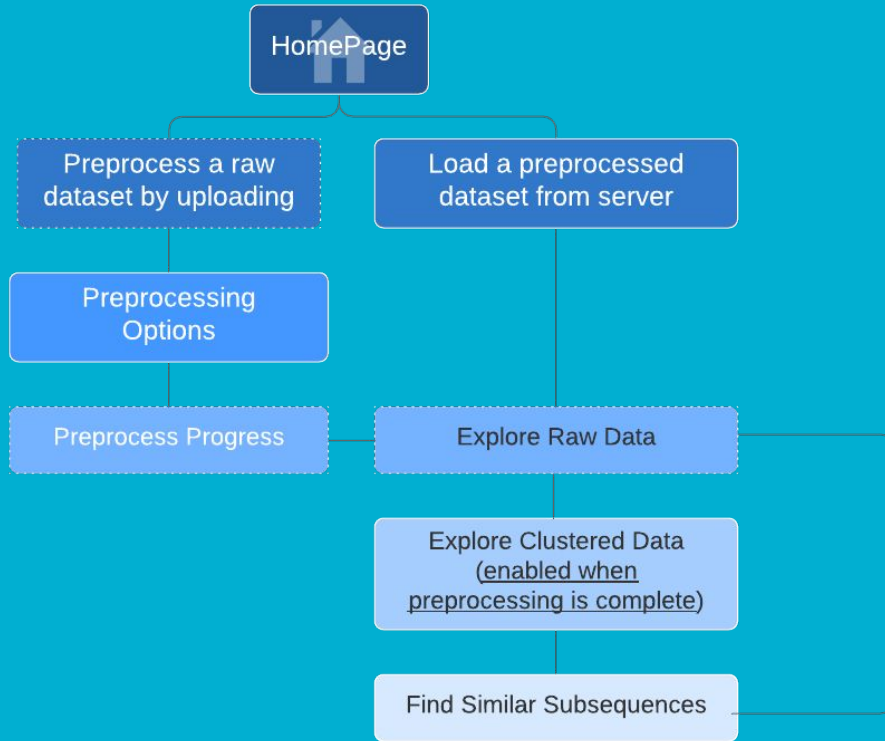 HomePage
Preprocess a raw
dataset by uploading
Load a preprocessed
dataset from server
Preprocessing
Options
Preprocess Progress
Explore Raw Data
Explore Clustered Data
(enabled when
preprocessing is complete)
Find Similar Subsequences